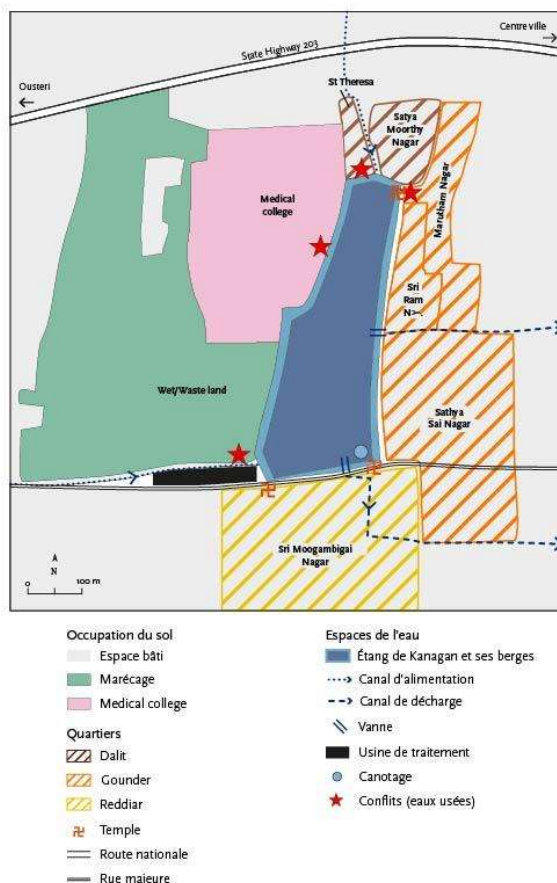 Centreville
State Highway 203
Ousteri
St Theresa
Satya
Moorthy
Nagar
Marutham Nagar
Medical
college
Sri
Ram
Wet/Waste land
Sathya
Sai Nagar
Sri Moogambigai
Nagar
A
N
0 100 m
Occupation du sol
Espace bâti
Marécage
Medical college
Quartiers
Dalit
Gounder
Reddiar
Temple
Route nationale
Rue majeure
Espaces de l'eau
Étang de Kanagan et ses berges
Canal d'alimentation
Canal de décharge
Vanne
Usine de traitement
Canotage
Conflits (eaux usées)